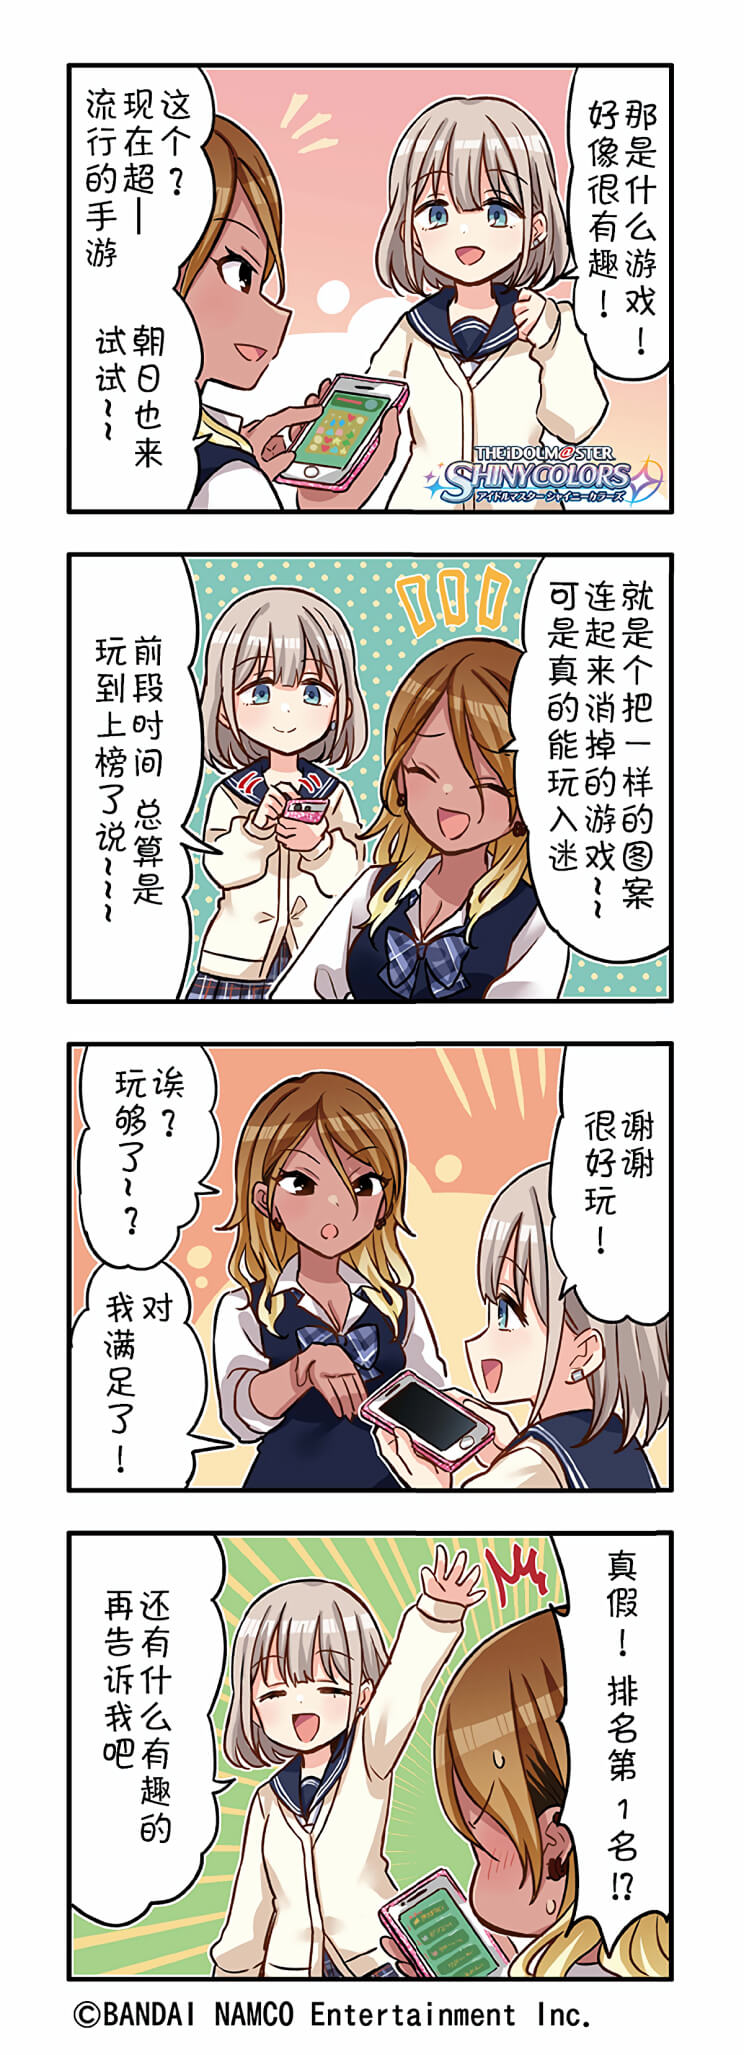 那是什么游戏！
好像很有趣！
这个？
现在超—
流行的手游
朝日也来
试试~~
THE iDOLM@STER
SHINY COLORS
アイドルマスター シャイニーカラーズ
就是个把一样的图案
连起来消掉的游戏~~
可是真的能玩入迷
前段时间 总算是
玩到上榜了说~~~
谢谢
很好玩！
诶？
玩够了~？
对
我满足了！
真假！ 排名第1名!?
还有什么有趣的
再告诉我吧
©BANDAI NAMCO Entertainment Inc.